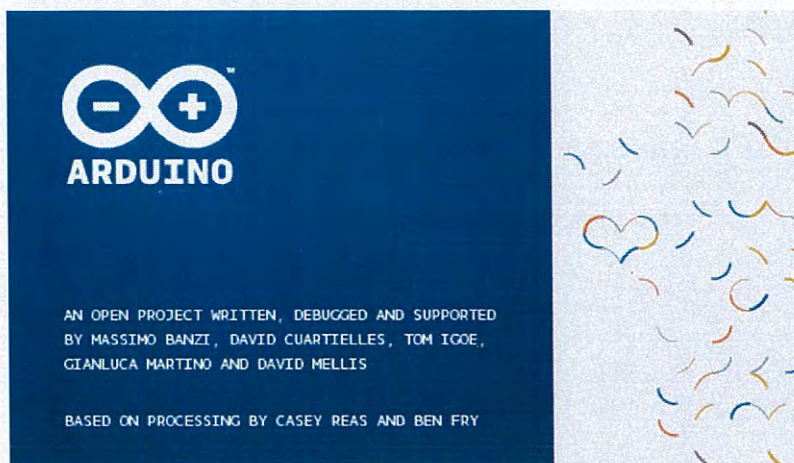 ™
ARDUINO
AN OPEN PROJECT WRITTEN, DEBUGGED AND SUPPORTED
BY MASSIMO BANZI, DAVID CUARTIELLES, TOM IGOE,
GIANLUCA MARTINO AND DAVID MELLIS
BASED ON PROCESSING BY CASEY REAS AND BEN FRY